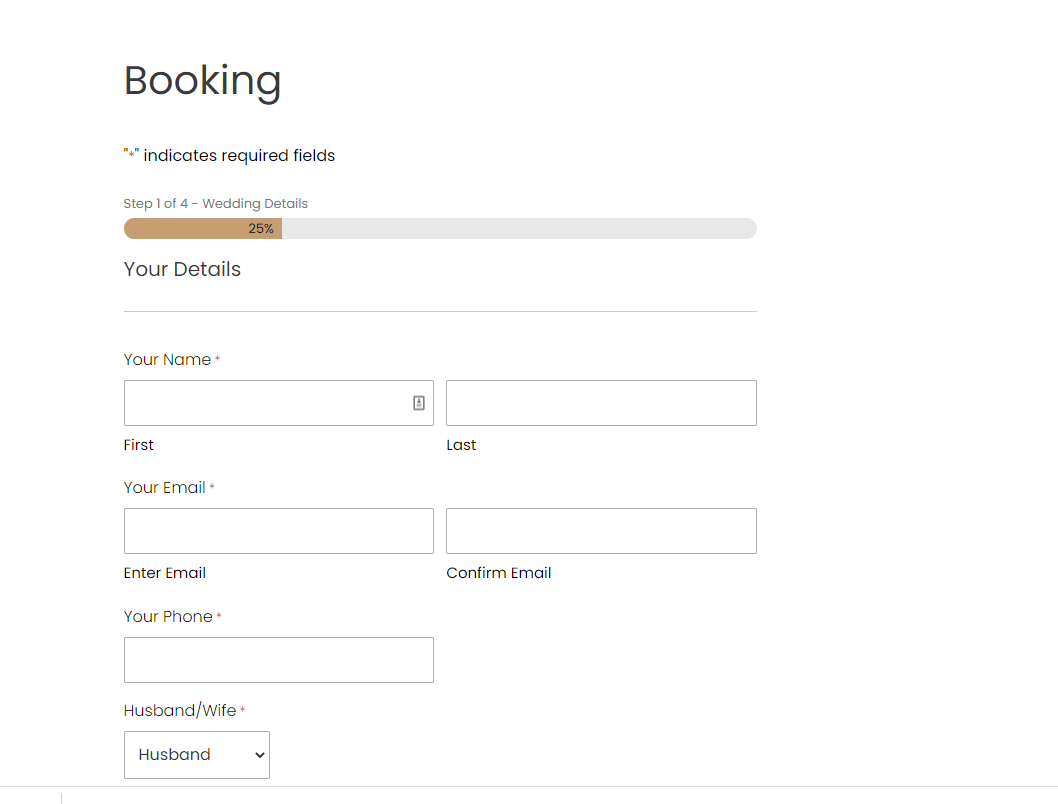 Booking
"*" indicates required fields
Step 1 of 4 - Wedding Details
25%
Your Details
Your Name *
First Last
Your Email *
Enter Email Confirm Email
Your Phone *
Husband/Wife *
Husband